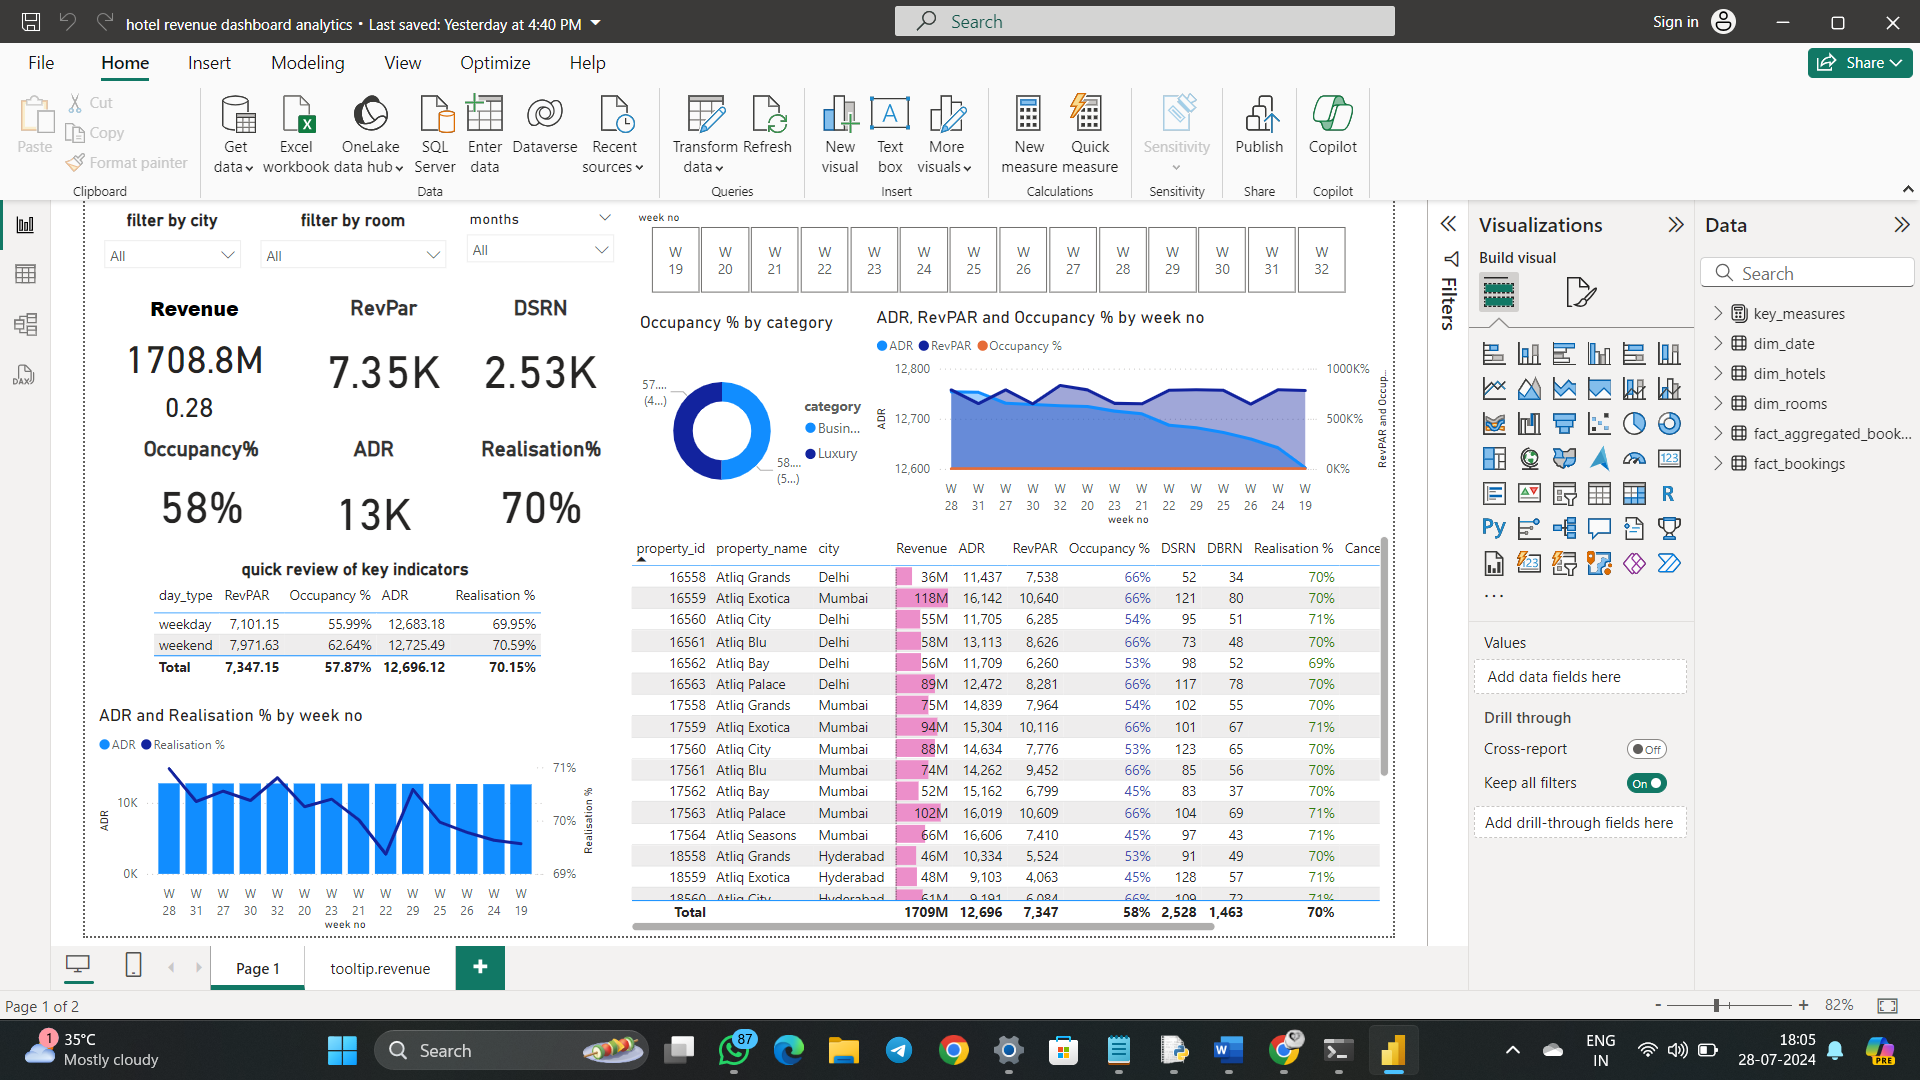 hotel revenue dashboard analytics • Last saved: Yesterday at 4:40 PM
Search
Sign in
File Home Insert Modeling View Optimize Help
Share
Paste
Cut
Copy
Format painter
Clipboard
Get data
Excel workbook
OneLake data hub
SQL Server
Enter data
Dataverse
Recent sources
Data
Transform data
Refresh
Queries
New visual
Text box
More visuals
Insert
New measure
Quick measure
Calculations
Sensitivity
Sensitivity
Publish
Share
Copilot
Copilot
filter by city
All
filter by room
All
months
All
week no
W 19
W 20
W 21
W 22
W 23
W 24
W 25
W 26
W 27
W 28
W 29
W 30
W 31
W 32
Revenue
1708.8M
0.28
RevPar
7.35K
DSRN
2.53K
Occupancy%
58%
ADR
13K
Realisation%
70%
quick review of key indicators
day_type RevPAR Occupancy % ADR Realisation %
weekday 7,101.15 55.99% 12,683.18 69.95%
weekend 7,971.63 62.64% 12,725.49 70.59%
Total 7,347.15 57.87% 12,696.12 70.15%
ADR and Realisation % by week no
ADR Realisation %
ADR
10K
0K
71%
70%
69%
Realisation %
W 28
W 31
W 27
W 30
W 32
W 20
W 23
W 21
W 22
W 29
W 25
W 26
W 24
W 19
week no
Occupancy % by category
57....
(4...)
58....
(5...)
category
Busin...
Luxury
ADR, RevPAR and Occupancy % by week no
ADR RevPAR Occupancy %
ADR
12,800
12,700
12,600
1000K%
500K%
0K%
RevPAR and Occup...
W 28
W 31
W 27
W 30
W 32
W 20
W 23
W 21
W 22
W 29
W 25
W 26
W 24
W 19
week no
property_id property_name city Revenue ADR RevPAR Occupancy % DSRN DBRN Realisation % Cance
16558 Atliq Grands Delhi 36M 11,437 7,538 66% 52 34 70%
16559 Atliq Exotica Mumbai 118M 16,142 10,640 66% 121 80 70%
16560 Atliq City Delhi 55M 11,705 6,285 54% 95 51 71%
16561 Atliq Blu Delhi 58M 13,113 8,626 66% 73 48 70%
16562 Atliq Bay Delhi 56M 11,709 6,260 53% 98 52 69%
16563 Atliq Palace Delhi 89M 12,472 8,281 66% 117 78 70%
17558 Atliq Grands Mumbai 75M 14,839 7,964 54% 102 55 70%
17559 Atliq Exotica Mumbai 94M 15,304 10,116 66% 101 67 71%
17560 Atliq City Mumbai 88M 14,634 7,776 53% 123 65 70%
17561 Atliq Blu Mumbai 74M 14,262 9,452 66% 85 56 70%
17562 Atliq Bay Mumbai 52M 15,162 6,799 45% 83 37 70%
17563 Atliq Palace Mumbai 102M 16,019 10,609 66% 104 69 71%
17564 Atliq Seasons Mumbai 66M 16,606 7,410 45% 97 43 71%
18558 Atliq Grands Hyderabad 46M 10,334 5,524 53% 91 49 70%
18559 Atliq Exotica Hyderabad 48M 9,103 4,063 45% 128 57 71%
18560 Atliq City Hyderabad 61M 9,191 6,084 66% 109 72 71%
Total 1709M 12,696 7,347 58% 2,528 1,463 70%
Filters
Visualizations
Build visual
123
R
Py
...
Values
Add data fields here
Drill through
Cross-report
Off
Keep all filters
On
Add drill-through fields here
Data
Search
key_measures
dim_date
dim_hotels
dim_rooms
fact_aggregated_book...
fact_bookings
DAX
Page 1
tooltip.revenue
+
Page 1 of 2
- + 82%
1
35°C
Mostly cloudy
Search
87
ENG
IN
18:05
28-07-2024
PRE